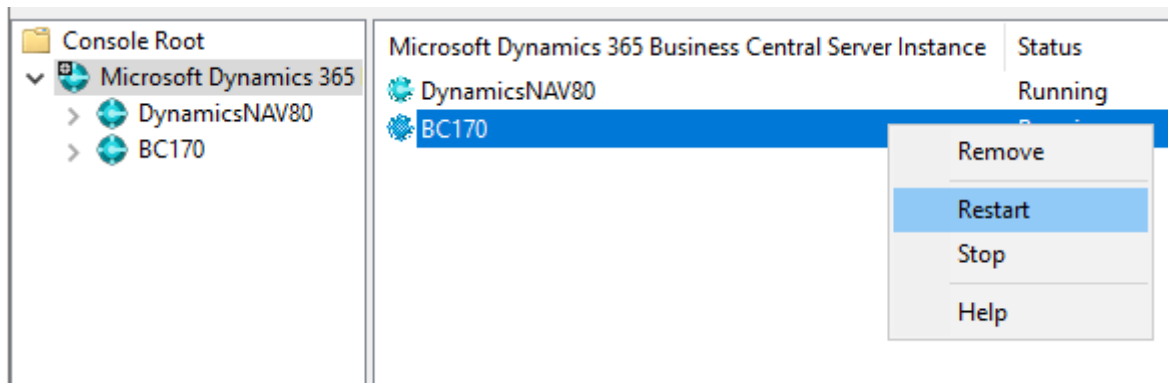 Console Root
Microsoft Dynamics 365
DynamicsNAV80
BC170
Microsoft Dynamics 365 Business Central Server Instance Status
DynamicsNAV80 Running
BC170
Remove
Restart
Stop
Help